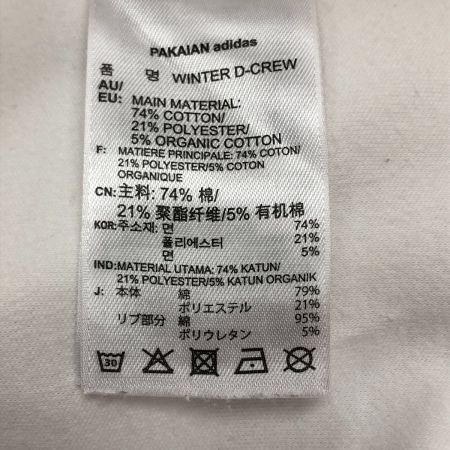 PAKAIAN adidas
품 명 WINTER D-CREW
AU/
EU: MAIN MATERIAL:
74% COTTON/
21% POLYESTER/
5% ORGANIC COTTON
F: MATIERE PRINCIPALE: 74% COTON/
21% POLYESTER/5% COTON
ORGANIQUE
CN: 主料: 74% 棉/
21% 聚酯纤维/5% 有机棉
KOR: 주소재: 면 74%
폴리에스터 21%
면 5%
IND: MATERIAL UTAMA: 74% KATUN/
21% POLYESTER/5% KATUN ORGANIK
J: 本体 綿 79%
ポリエステル 21%
リブ部分 綿 95%
ポリウレタン 5%
30